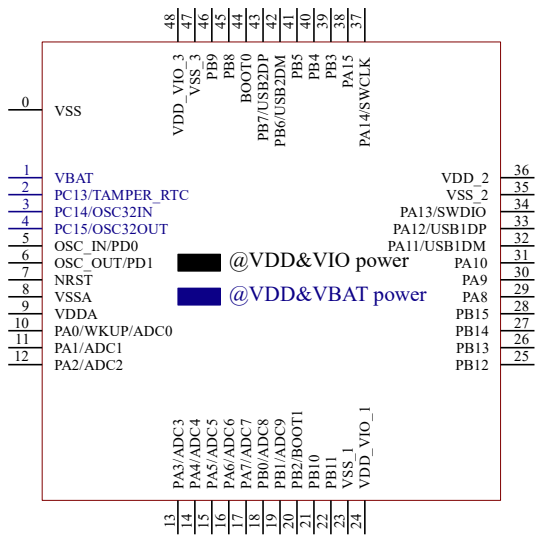 48
47
46
45
44
43
42
41
40
39
38
37
VDD_VIO_3
VSS_3
PB9
PB8
BOOT0
PB7/USB2DP
PB6/USB2DM
PB5
PB4
PB3
PA15
PA14/SWCLK
0 VSS
1 VBAT
2 PC13/TAMPER_RTC
3 PC14/OSC32IN
4 PC15/OSC32OUT
5 OSC_IN/PD0
6 OSC_OUT/PD1
7 NRST
8 VSSA
9 VDDA
10 PA0/WKUP/ADC0
11 PA1/ADC1
12 PA2/ADC2
@VDD&VIO power
@VDD&VBAT power
VDD_2 36
VSS_2 35
PA13/SWDIO 34
PA12/USB1DP 33
PA11/USB1DM 32
PA10 31
PA9 30
PA8 29
PB15 28
PB14 27
PB13 26
PB12 25
PA3/ADC3
PA4/ADC4
PA5/ADC5
PA6/ADC6
PA7/ADC7
PB0/ADC8
PB1/ADC9
PB2/BOOT1
PB10
PB11
VSS_1
VDD_VIO_1
13
14
15
16
17
18
19
20
21
22
23
24